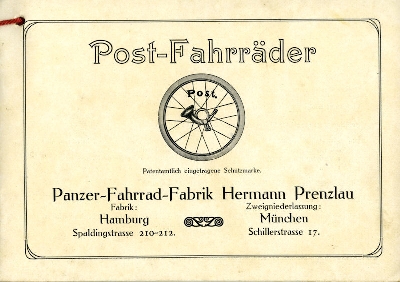 Post-Fahrräder
Post.
Patentamtlich eingetragene Schutzmarke.
Panzer-Fahrrad-Fabrik Hermann Prenzlau
Fabrik: Zweigniederlassung:
Hamburg München
Spaldingstrasse 210-212. Schillerstrasse 17.